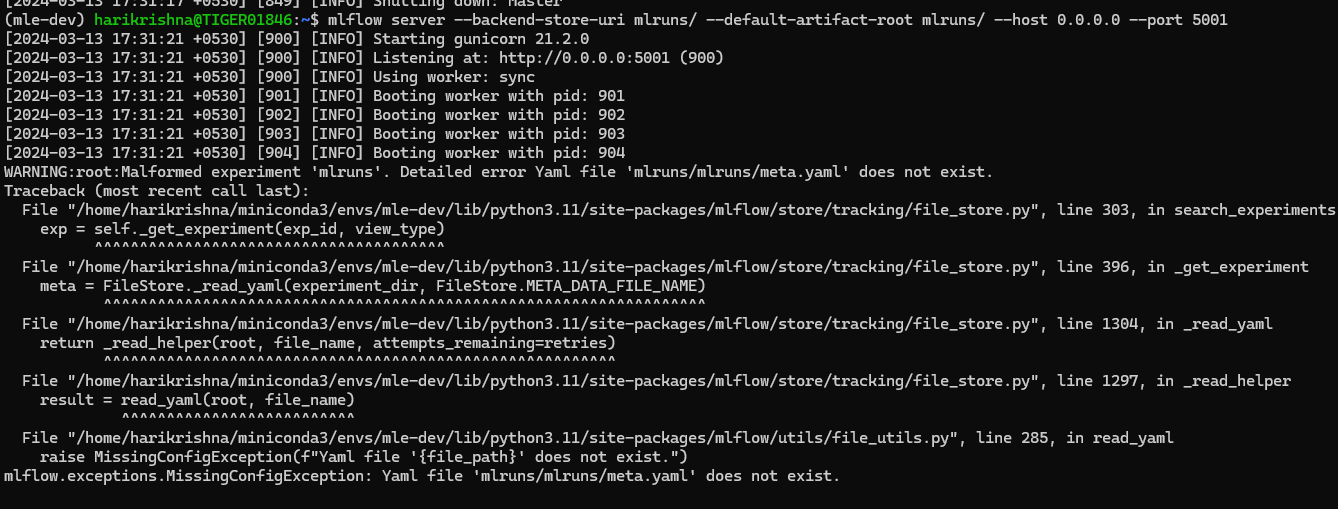 [2024-03-13 17:31:17 +0530] [849] [INFO] Shutting down: Master
(mle-dev) harikrishna@TIGER01846:~$ mlflow server --backend-store-uri mlruns/ --default-artifact-root mlruns/ --host 0.0.0.0 --port 5001
[2024-03-13 17:31:21 +0530] [900] [INFO] Starting gunicorn 21.2.0
[2024-03-13 17:31:21 +0530] [900] [INFO] Listening at: http://0.0.0.0:5001 (900)
[2024-03-13 17:31:21 +0530] [900] [INFO] Using worker: sync
[2024-03-13 17:31:21 +0530] [901] [INFO] Booting worker with pid: 901
[2024-03-13 17:31:21 +0530] [902] [INFO] Booting worker with pid: 902
[2024-03-13 17:31:21 +0530] [903] [INFO] Booting worker with pid: 903
[2024-03-13 17:31:21 +0530] [904] [INFO] Booting worker with pid: 904
WARNING:root:Malformed experiment 'mlruns'. Detailed error Yaml file 'mlruns/mlruns/meta.yaml' does not exist.
Traceback (most recent call last):
  File "/home/harikrishna/miniconda3/envs/mle-dev/lib/python3.11/site-packages/mlflow/store/tracking/file_store.py", line 303, in search_experiments
    exp = self._get_experiment(exp_id, view_type)
          ^^^^^^^^^^^^^^^^^^^^^^^^^^^^^^^^^^^^^^^
  File "/home/harikrishna/miniconda3/envs/mle-dev/lib/python3.11/site-packages/mlflow/store/tracking/file_store.py", line 396, in _get_experiment
    meta = FileStore._read_yaml(experiment_dir, FileStore.META_DATA_FILE_NAME)
           ^^^^^^^^^^^^^^^^^^^^^^^^^^^^^^^^^^^^^^^^^^^^^^^^^^^^^^^^^^^^^^^^^^^
  File "/home/harikrishna/miniconda3/envs/mle-dev/lib/python3.11/site-packages/mlflow/store/tracking/file_store.py", line 1304, in _read_yaml
    return _read_helper(root, file_name, attempts_remaining=retries)
           ^^^^^^^^^^^^^^^^^^^^^^^^^^^^^^^^^^^^^^^^^^^^^^^^^^^^^^^^^
  File "/home/harikrishna/miniconda3/envs/mle-dev/lib/python3.11/site-packages/mlflow/store/tracking/file_store.py", line 1297, in _read_helper
    result = read_yaml(root, file_name)
             ^^^^^^^^^^^^^^^^^^^^^^^^^^
  File "/home/harikrishna/miniconda3/envs/mle-dev/lib/python3.11/site-packages/mlflow/utils/file_utils.py", line 285, in read_yaml
    raise MissingConfigException(f"Yaml file '{file_path}' does not exist.")
mlflow.exceptions.MissingConfigException: Yaml file 'mlruns/mlruns/meta.yaml' does not exist.